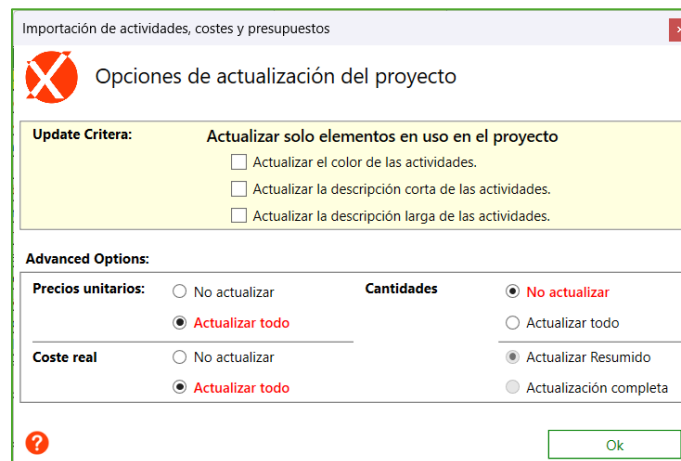 Importación de actividades, costes y presupuestos
Opciones de actualización del proyecto
Update Critera:
Actualizar solo elementos en uso en el proyecto
Actualizar el color de las actividades.
Actualizar la descripción corta de las actividades.
Actualizar la descripción larga de las actividades.
Advanced Options:
Precios unitarios:
No actualizar
Actualizar todo
Cantidades
No actualizar
Actualizar todo
Coste real
No actualizar
Actualizar todo
Actualizar Resumido
Actualización completa
?
Ok